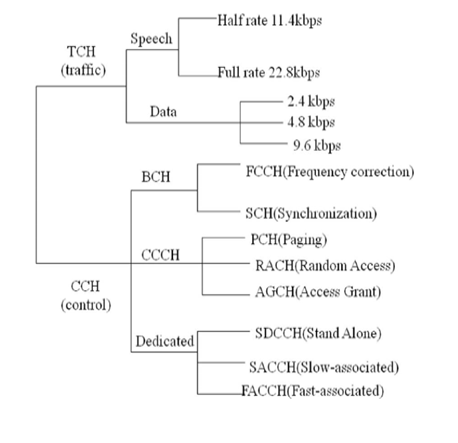 Half rate 11.4kbps
Speech
TCH
(traffic)
Full rate 22.8kbps
2.4 kbps
Data
4.8 kbps
9.6 kbps
FCCH(Frequency correction)
BCH
SCH(Synchronization)
PCH(Paging)
CCCH
RACH(Random Access)
CCH
(control)
AGCH(Access Grant)
SDCCH(Stand Alone)
Dedicated
SACCH(Slow-associated)
FACCH(Fast-associated)